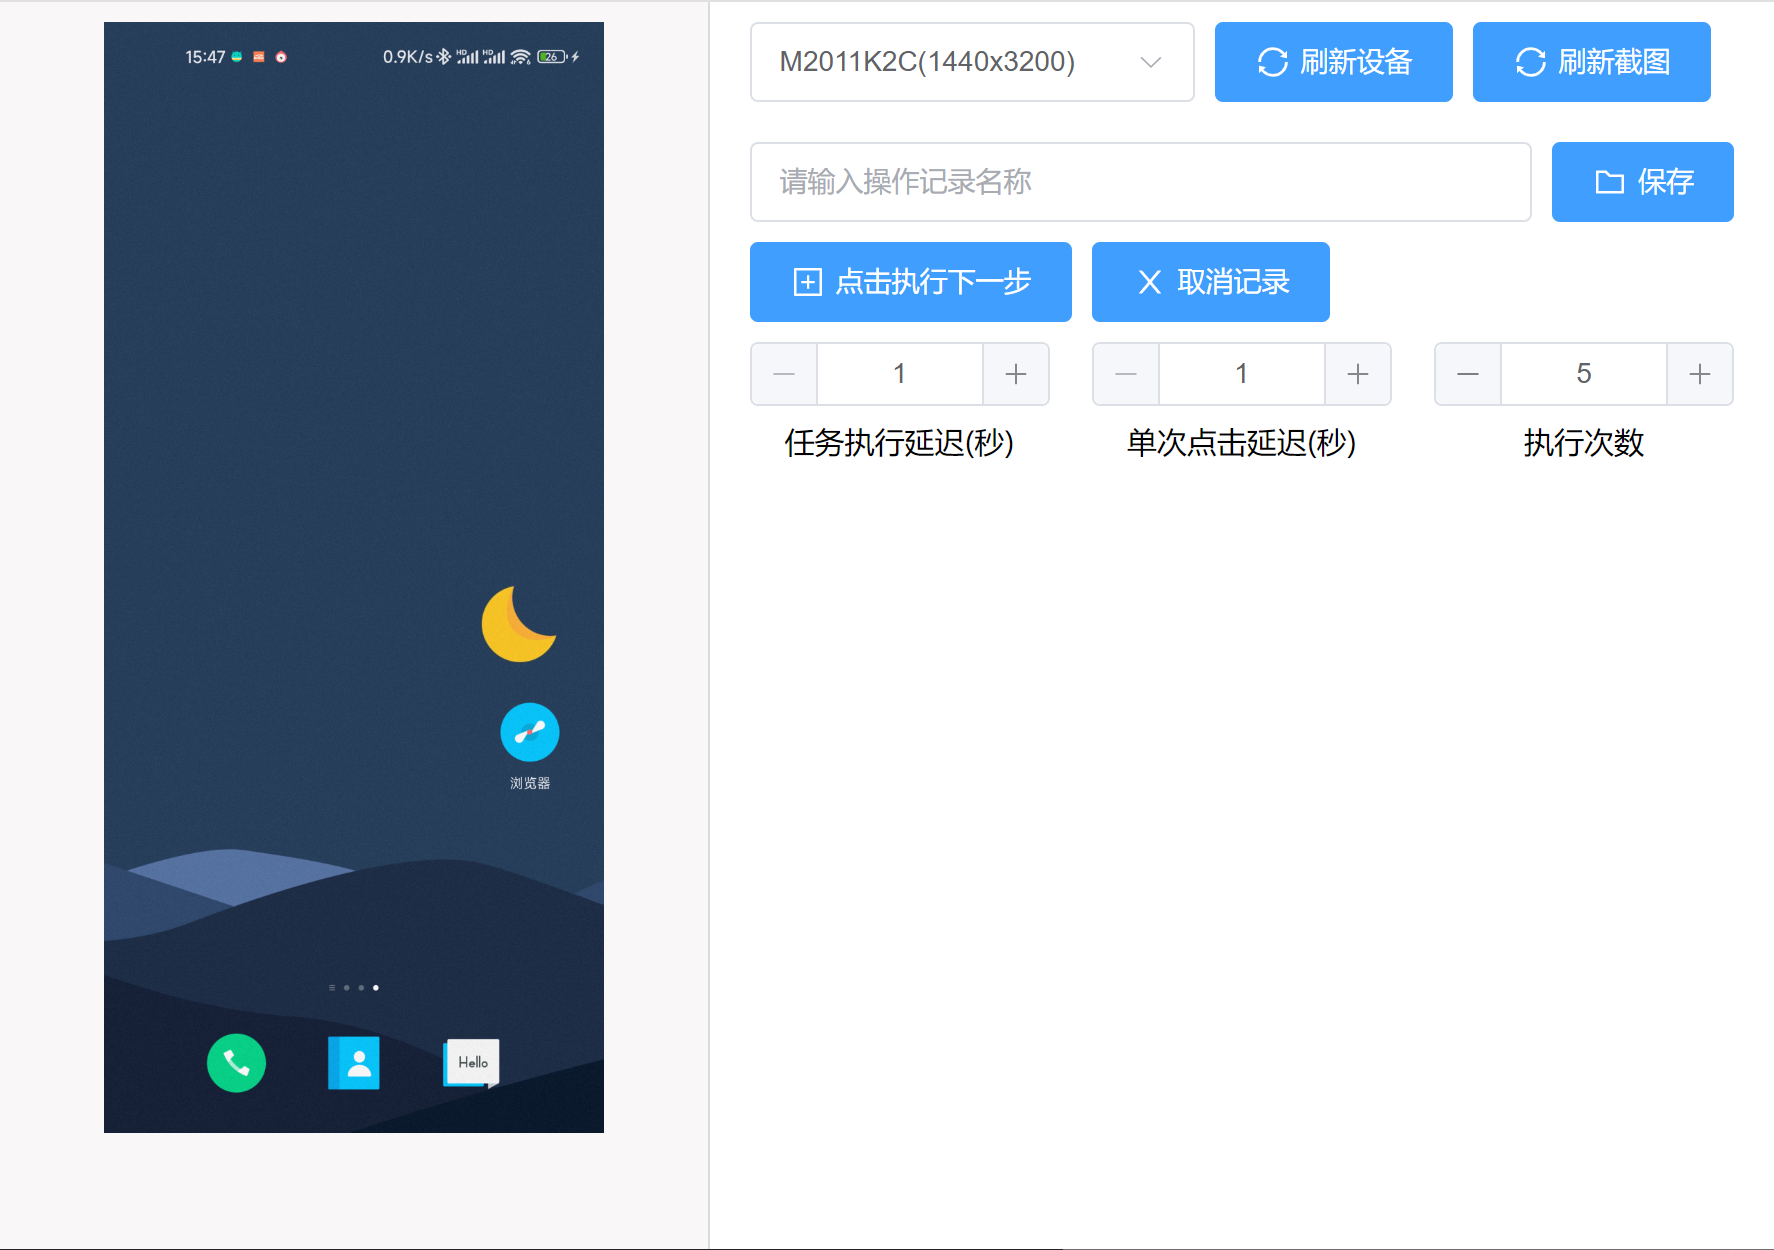 15:47
0.9K/s HD HD 26
浏览器
Hello
M2011K2C(1440x3200)
刷新设备
刷新截图
请输入操作记录名称
保存
点击执行下一步
取消记录
1
1
5
任务执行延迟(秒)
单次点击延迟(秒)
执行次数